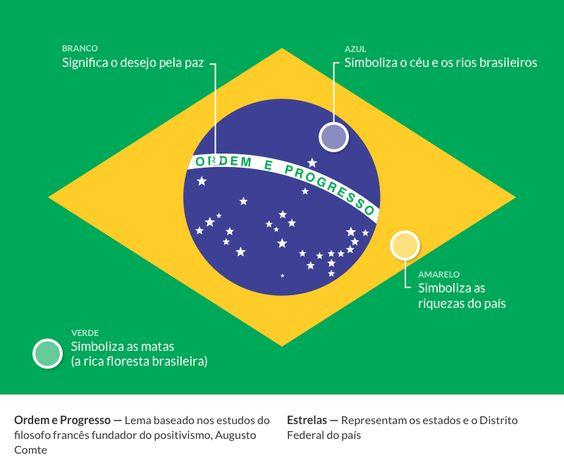 BRANCO
Significa o desejo pela paz
AZUL
Simboliza o céu e os rios brasileiros
ORDEM E PROGRESSO
AMARELO
Simboliza as
riquezas do país
VERDE
Simboliza as matas
(a rica floresta brasileira)
Ordem e Progresso — Lema baseado nos estudos do
filosofo francês fundador do positivismo, Augusto
Comte
Estrelas — Representam os estados e o Distrito
Federal do país